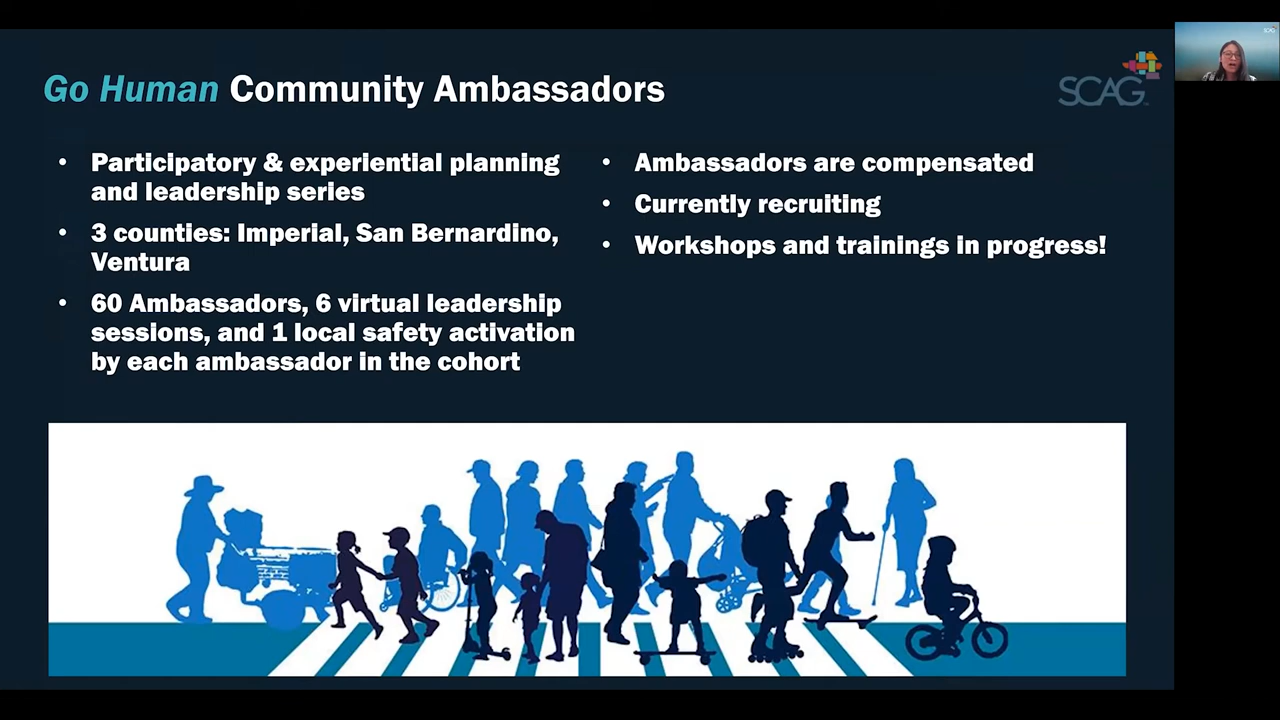 Go Human Community Ambassadors
SCAG
• Participatory & experiential planning
and leadership series
• 3 counties: Imperial, San Bernardino,
Ventura
• 60 Ambassadors, 6 virtual leadership
sessions, and 1 local safety activation
by each ambassador in the cohort
• Ambassadors are compensated
• Currently recruiting
• Workshops and trainings in progress!
SCAG